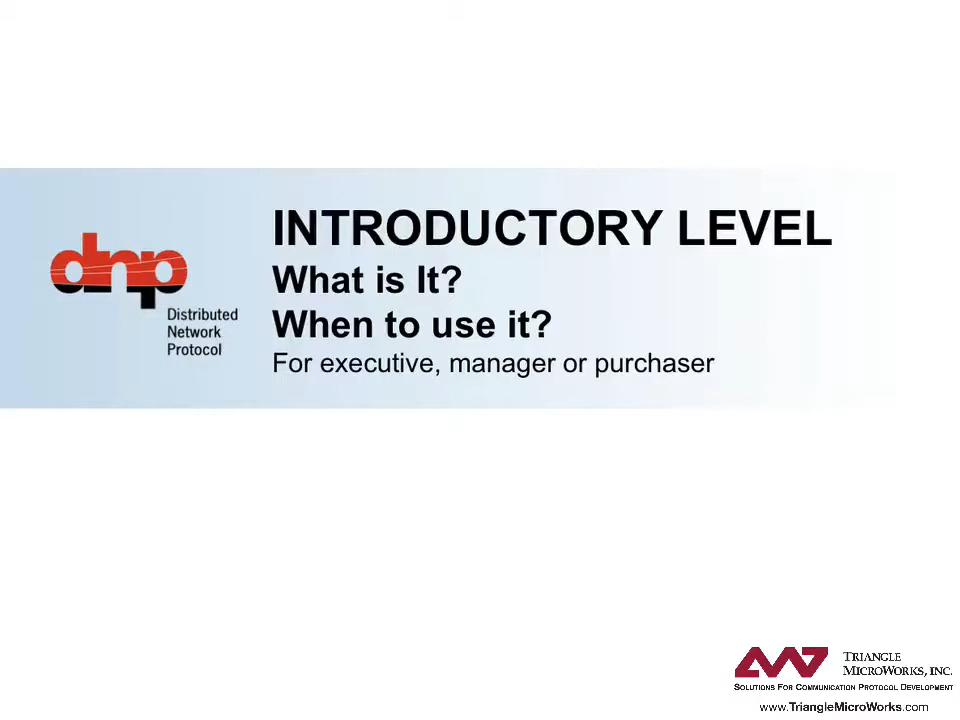 INTRODUCTORY LEVEL
What is It?
When to use it?
For executive, manager or purchaser
dnp
Distributed
Network
Protocol
TRIANGLE
MICROWORKS, INC.
SOLUTIONS FOR COMMUNICATION PROTOCOL DEVELOPMENT
www.TriangleMicroWorks.com